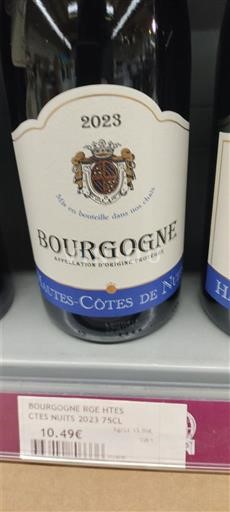 2023
Mis en bouteille dans nos chais
BOURGOGNE
APPELLATION D'ORIGINE PROTÉGÉE
HAUTES-CÔTES DE NU
H
BOURGOGNE RGE HTES
CTES NUITS 2023 75CL
10.49€